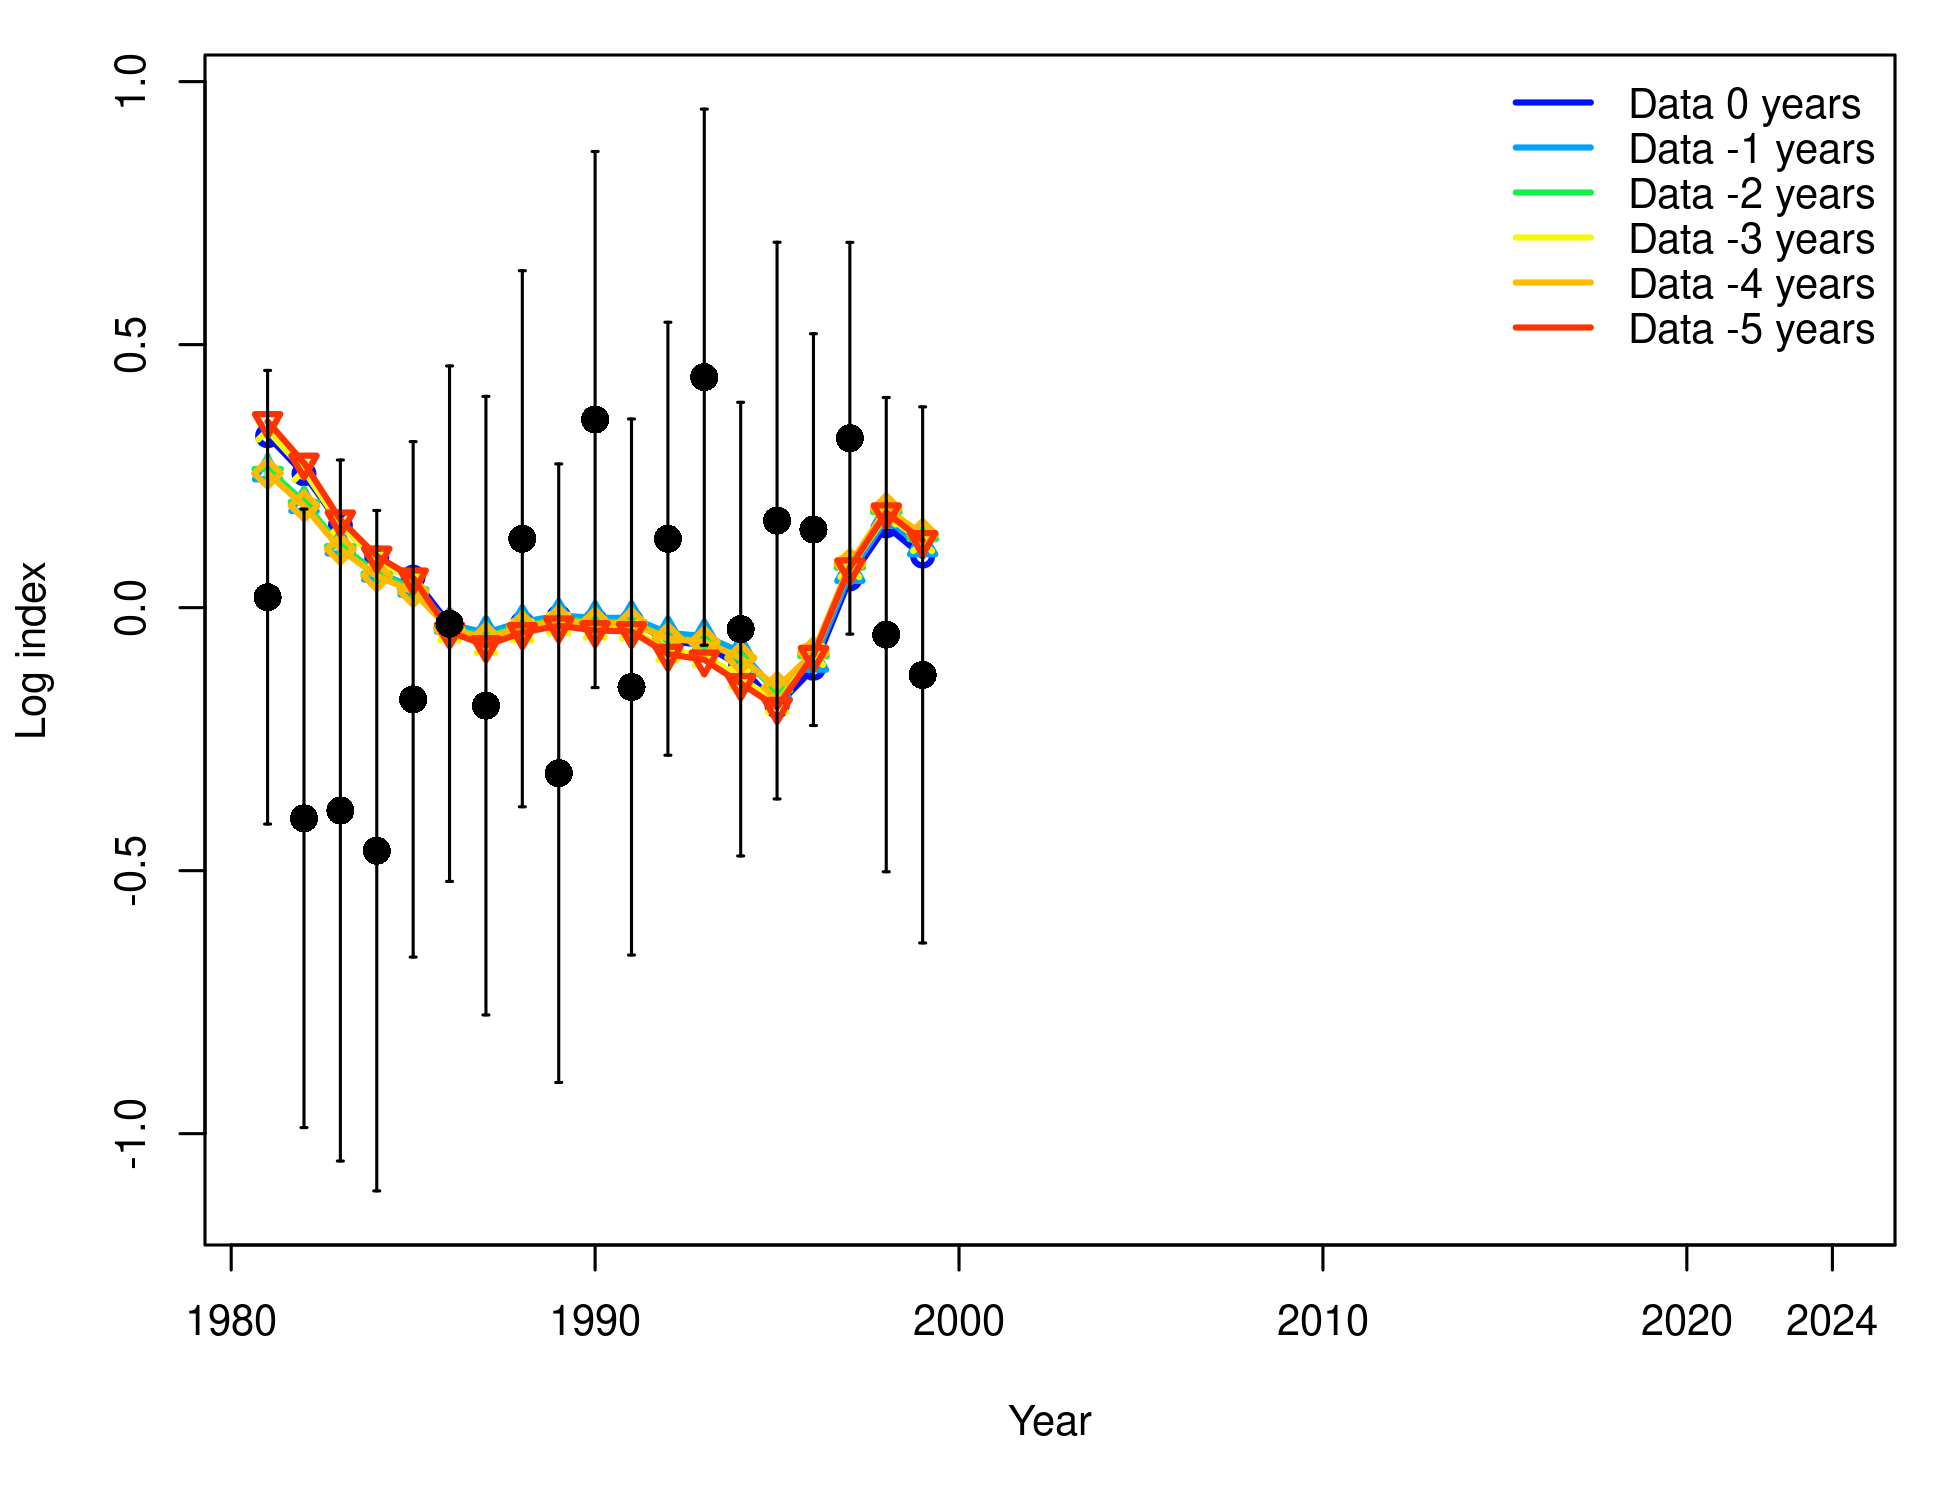 1.0
0.5
0.0
-0.5
-1.0
Log index
Data 0 years
Data -1 years
Data -2 years
Data -3 years
Data -4 years
Data -5 years
1980 1990 2000 2010 2020 2024
Year